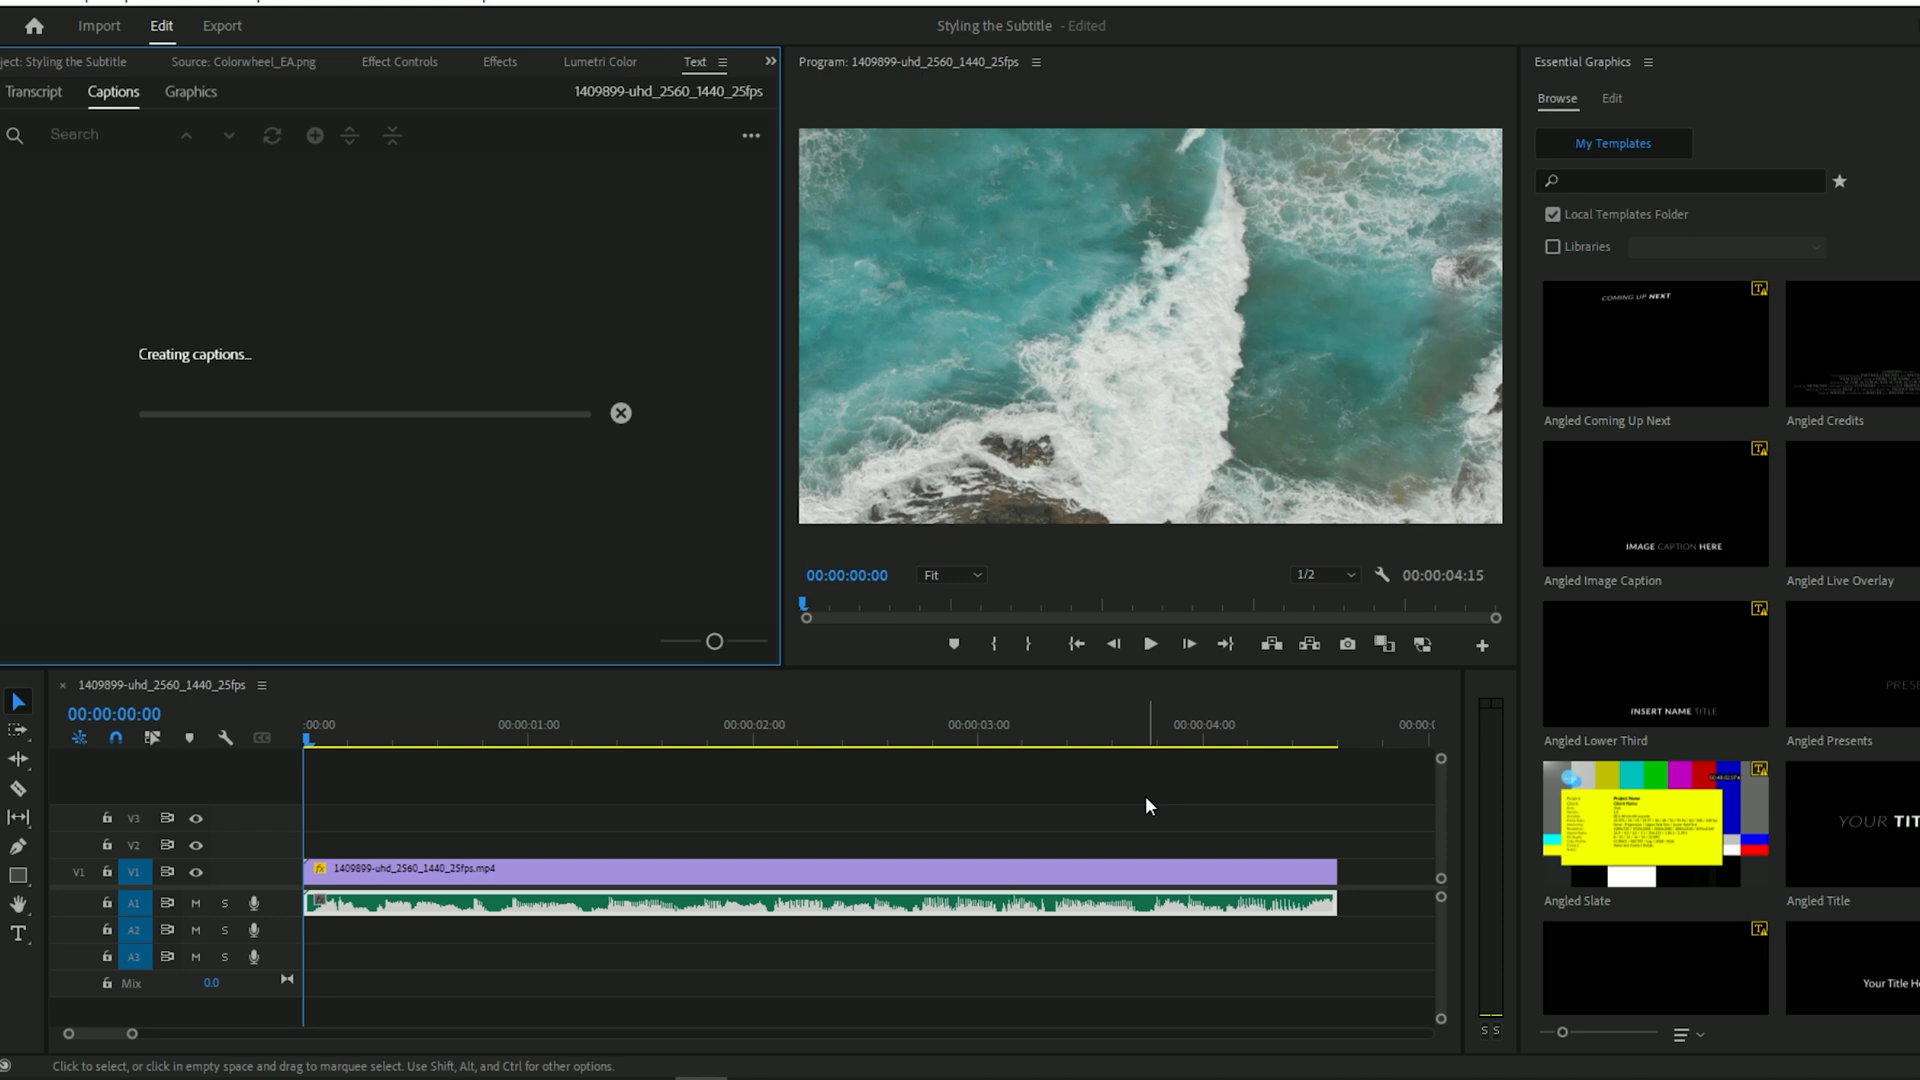 Import
Edit
Export
Styling the Subtitle - Edited
ject: Styling the Subtitle
Source: Colorwheel_EA.png
Effect Controls
Effects
Lumetri Color
Text
Transcript
Captions
Graphics
1409899-uhd_2560_1440_25fps
Search
Creating captions...
Program: 1409899-uhd_2560_1440_25fps
00:00:00:00
Fit
1/2
00:00:04:15
Essential Graphics
Browse
Edit
My Templates
Local Templates Folder
Libraries
COMING UP NEXT
Angled Coming Up Next
Angled Credits
IMAGE CAPTION HERE
Angled Image Caption
Angled Live Overlay
INSERT NAME TITLE
PRESE
Angled Lower Third
Angled Presents
YOUR TIT
Angled Slate
Angled Title
Your Title He
1409899-uhd_2560_1440_25fps
00:00:00:00
:00:00
00:00:01:00
00:00:02:00
00:00:03:00
00:00:04:00
00:00:0
V3
V2
V1
V1
1409899-uhd_2560_1440_25fps.mp4
A1
M
S
A2
M
S
A3
M
S
Mix
0.0
S S
Click to select, or click in empty space and drag to marquee select. Use Shift, Alt, and Ctrl for other options.